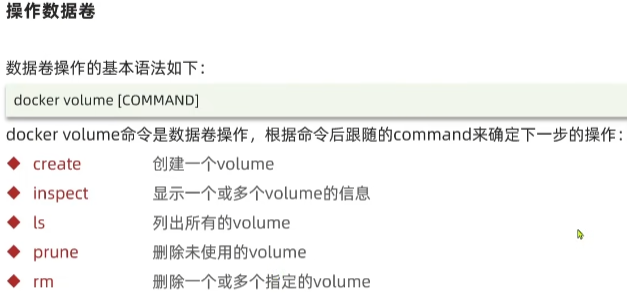 操作数据卷
数据卷操作的基本语法如下：
docker volume [COMMAND]
docker volume命令是数据卷操作，根据命令后跟随的command来确定下一步的操作：
create 创建一个volume
inspect 显示一个或多个volume的信息
ls 列出所有的volume
prune 删除未使用的volume
rm 删除一个或多个指定的volume